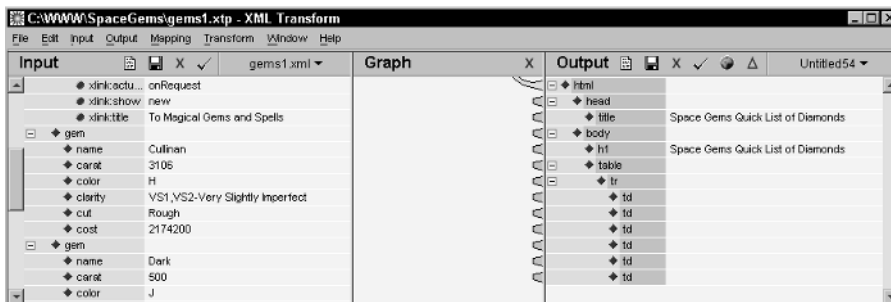 C:\WWW\SpaceGems\gems1.xtp - XML Transform
File Edit Input Output Mapping Transform Window Help
Input gems1.xml
Graph X
Output Untitled54
xlink:actu... onRequest
xlink:show new
xlink:title To Magical Gems and Spells
gem
name Cullinan
carat 3106
color H
clarity VS1,VS2-Very Slightly Imperfect
cut Rough
cost 2174200
gem
name Dark
carat 500
color J
html
head
title Space Gems Quick List of Diamonds
body
h1 Space Gems Quick List of Diamonds
table
tr
td
td
td
td
td
td